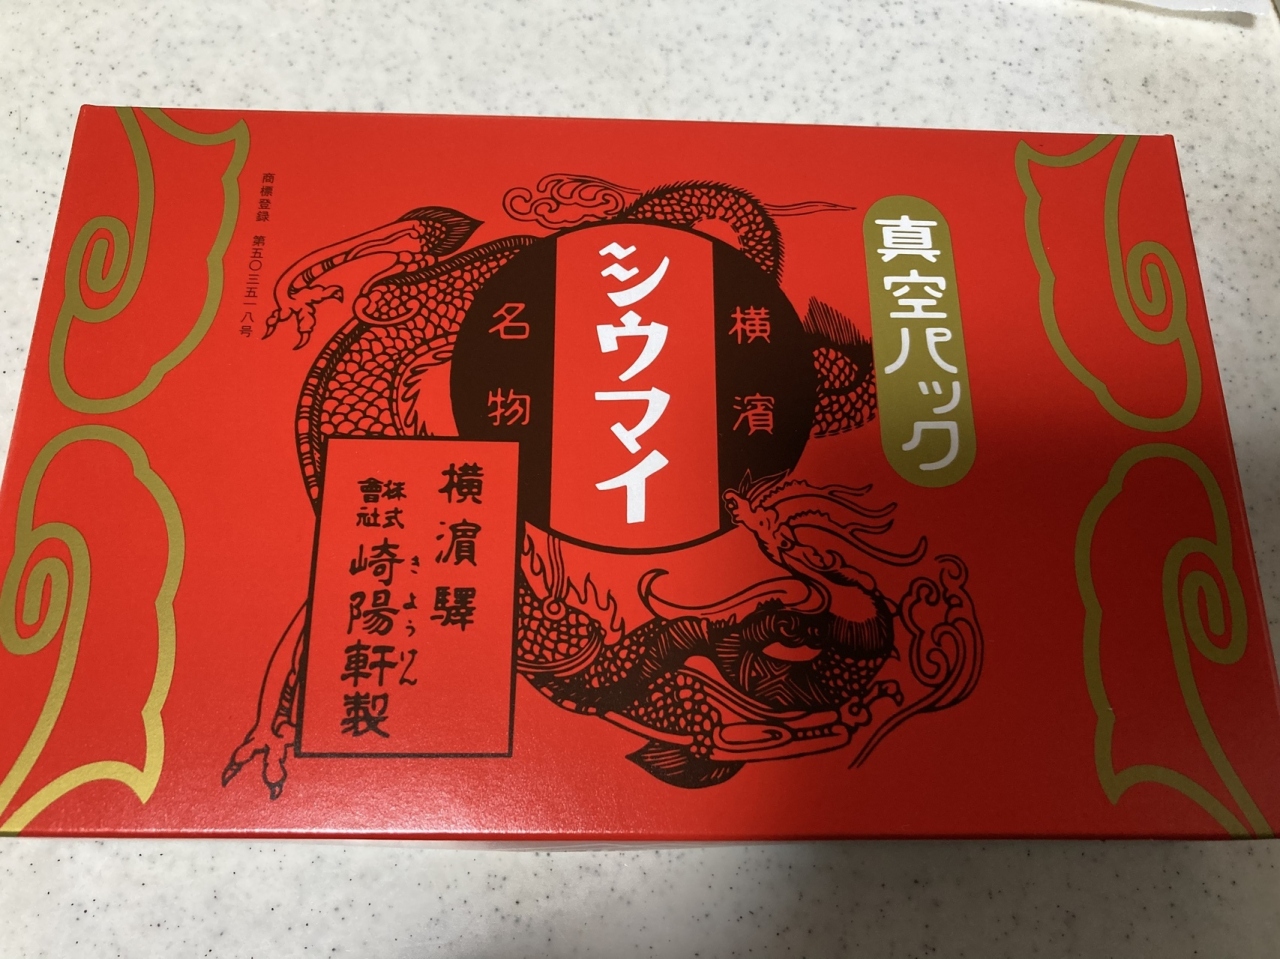 真空パック
横濱
シウマイ
名物
横濱驛
株式會社
崎陽軒製
きようけん
商標登録 第五〇三五一八号